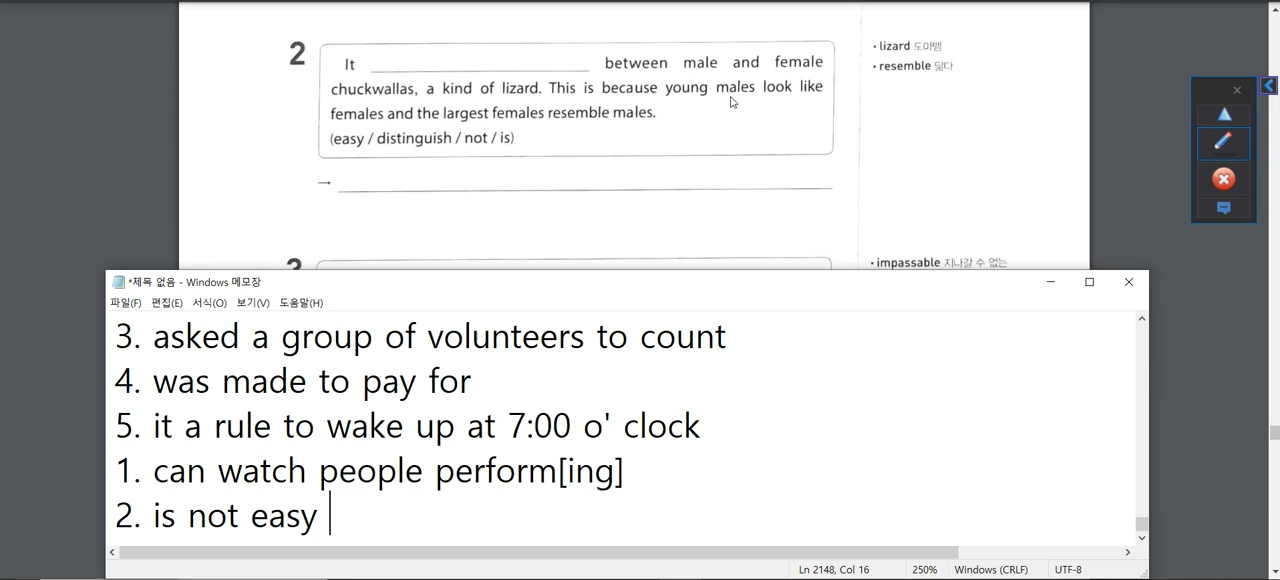 2
It ______ between male and female
chuckwallas, a kind of lizard. This is because young males look like
females and the largest females resemble males.
(easy / distinguish / not / is)
→ ______
• lizard 도마뱀
• resemble 닮다
3
• impassable 지나갈 수 없는
*제목 없음 - Windows 메모장
파일(F) 편집(E) 서식(O) 보기(V) 도움말(H)
3. asked a group of volunteers to count
4. was made to pay for
5. it a rule to wake up at 7:00 o' clock
1. can watch people perform[ing]
2. is not easy
Ln 2148, Col 16 250% Windows (CRLF) UTF-8